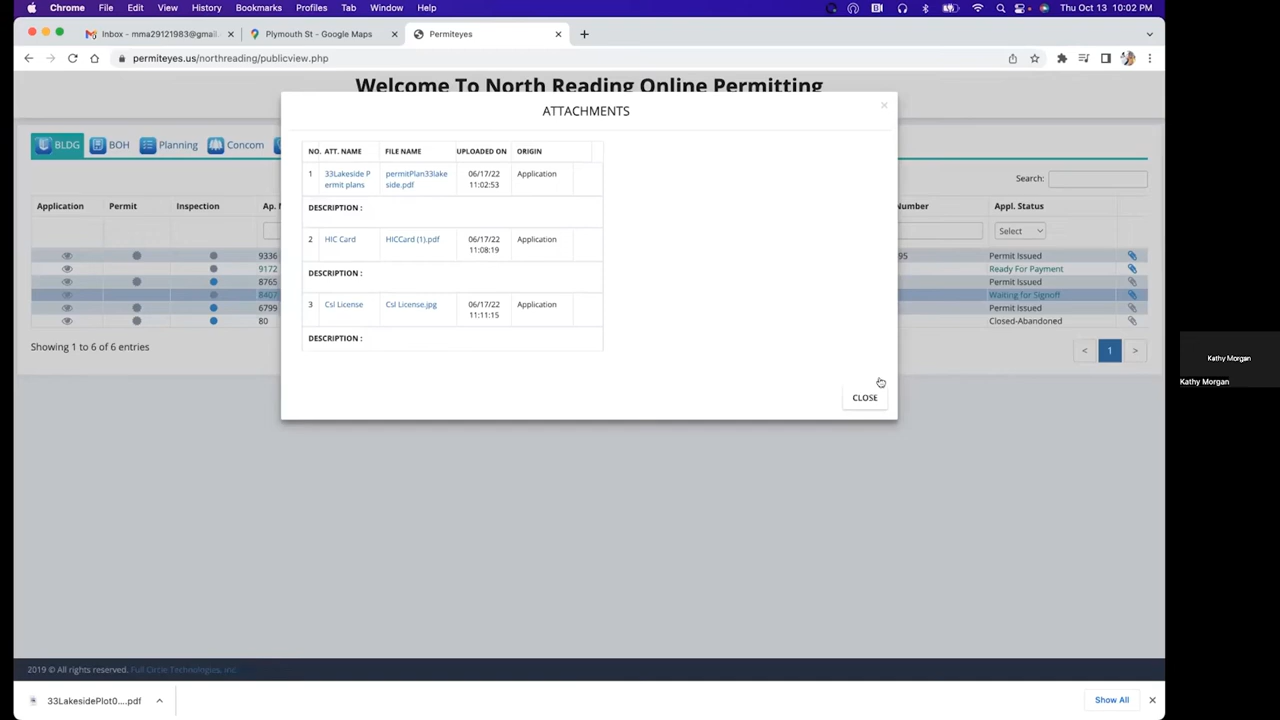 Chrome File Edit View History Bookmarks Profiles Tab Window Help Thu Oct 13 10:02 PM
Inbox - mma29121983@gmail. Plymouth St - Google Maps Permiteyes
permiteyes.us/northreading/publicview.php
Welcome To North Reading Online Permitting
ATTACHMENTS
BLDG BOH Planning Concom
NO. ATT. NAME FILE NAME UPLOADED ON ORIGIN
1 33Lakeside P permitPlan33lake 06/17/22 Application
ermit plans side.pdf 11:02:53
Search:
Application Permit Inspection Ap. Number Appl. Status
DESCRIPTION :
Select
2 HIC Card HICCard (1).pdf 06/17/22 Application
11:08:19
9336 95 Permit Issued
9172 Ready For Payment
DESCRIPTION :
8765 Permit Issued
8407 Waiting for Signoff
3 Csl License Csl License.jpg 06/17/22 Application
11:11:15
6799 Permit Issued
80 Closed-Abandoned
DESCRIPTION :
Showing 1 to 6 of 6 entries
< 1 >
CLOSE
Kathy Morgan
Kathy Morgan
2019 © All rights reserved. Full Circle Technologies, Inc
33LakesidePlot0....pdf
Show All